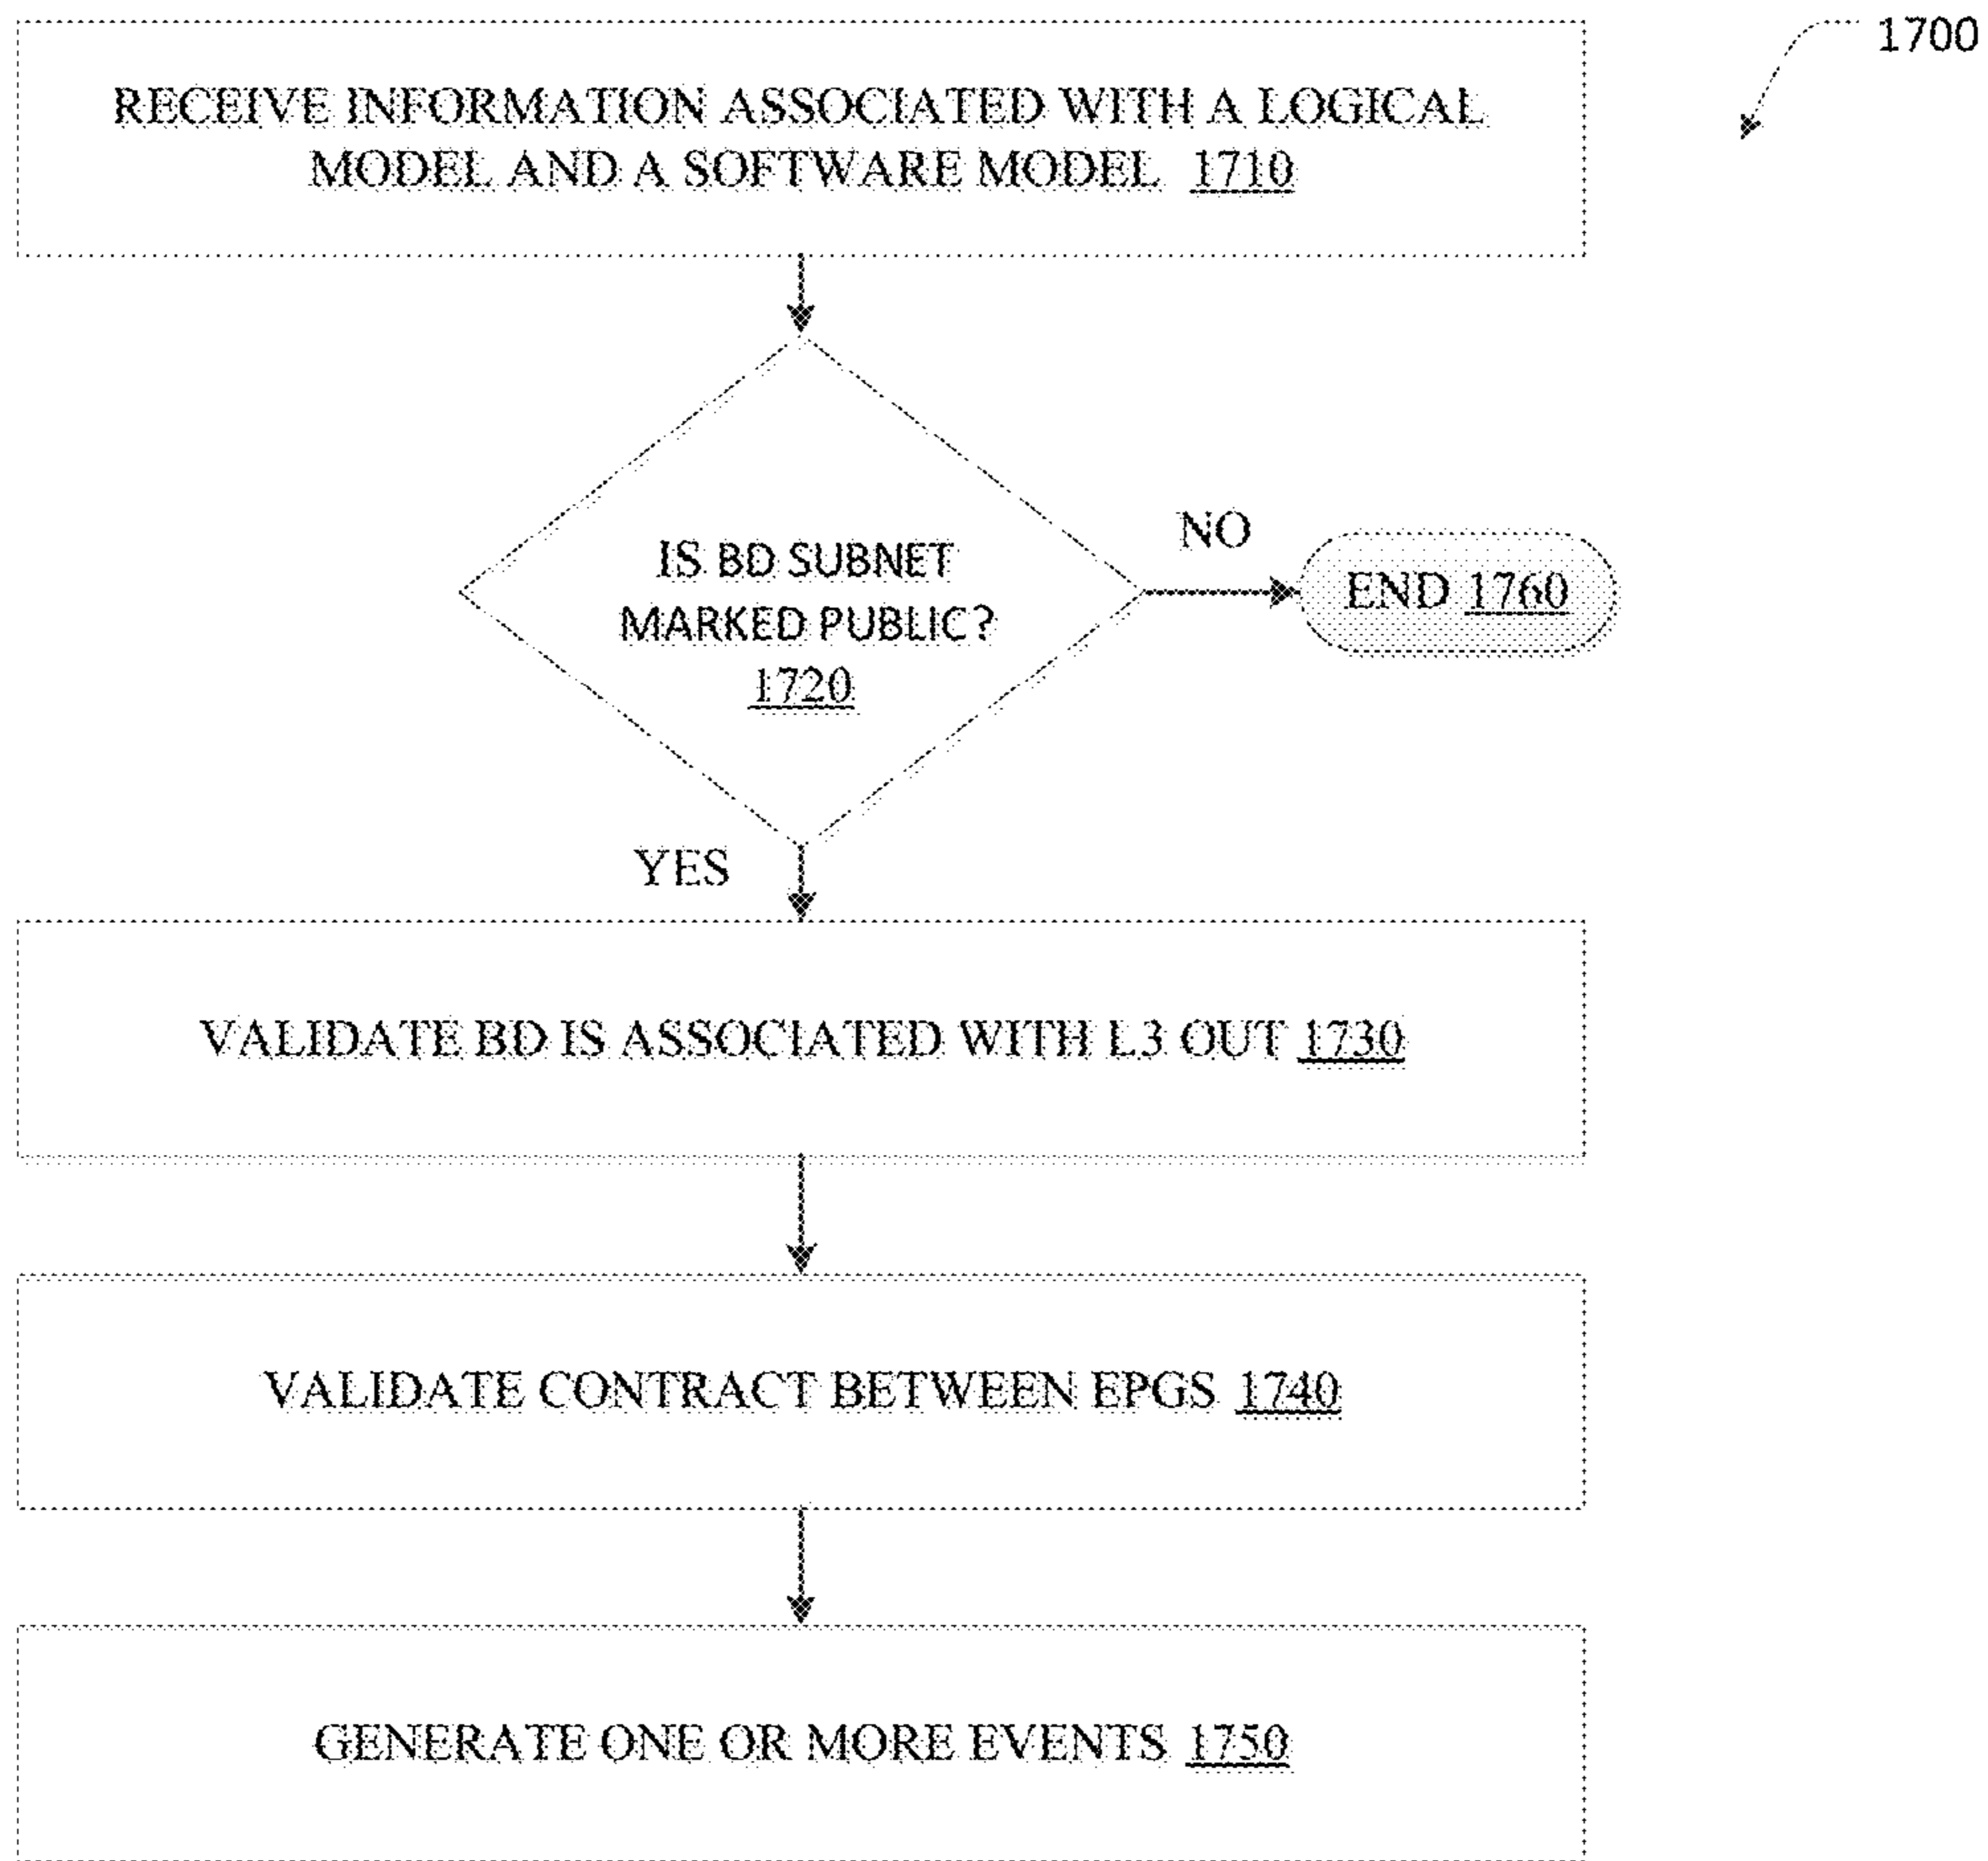 1700
RECEIVE INFORMATION ASSOCIATED WITH A LOGICAL
MODEL AND A SOFTWARE MODEL 1710
IS BD SUBNET
MARKED PUBLIC?
1720
NO
END 1760
YES
VALIDATE BD IS ASSOCIATED WITH L3 OUT 1730
VALIDATE CONTRACT BETWEEN EPGS 1740
GENERATE ONE OR MORE EVENTS 1750